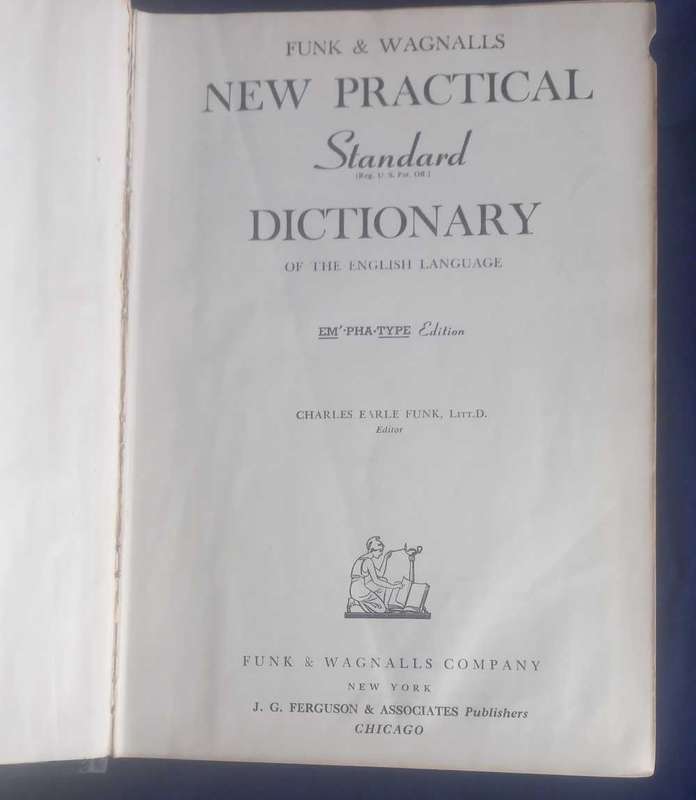 FUNK & WAGNALLS
NEW PRACTICAL
Standard
(Reg. U. S. Pat. Off.)
DICTIONARY
OF THE ENGLISH LANGUAGE
EM′·PHA·TYPE Edition
CHARLES EARLE FUNK, LITT.D.
Editor
FUNK & WAGNALLS COMPANY
NEW YORK
J. G. FERGUSON & ASSOCIATES Publishers
CHICAGO